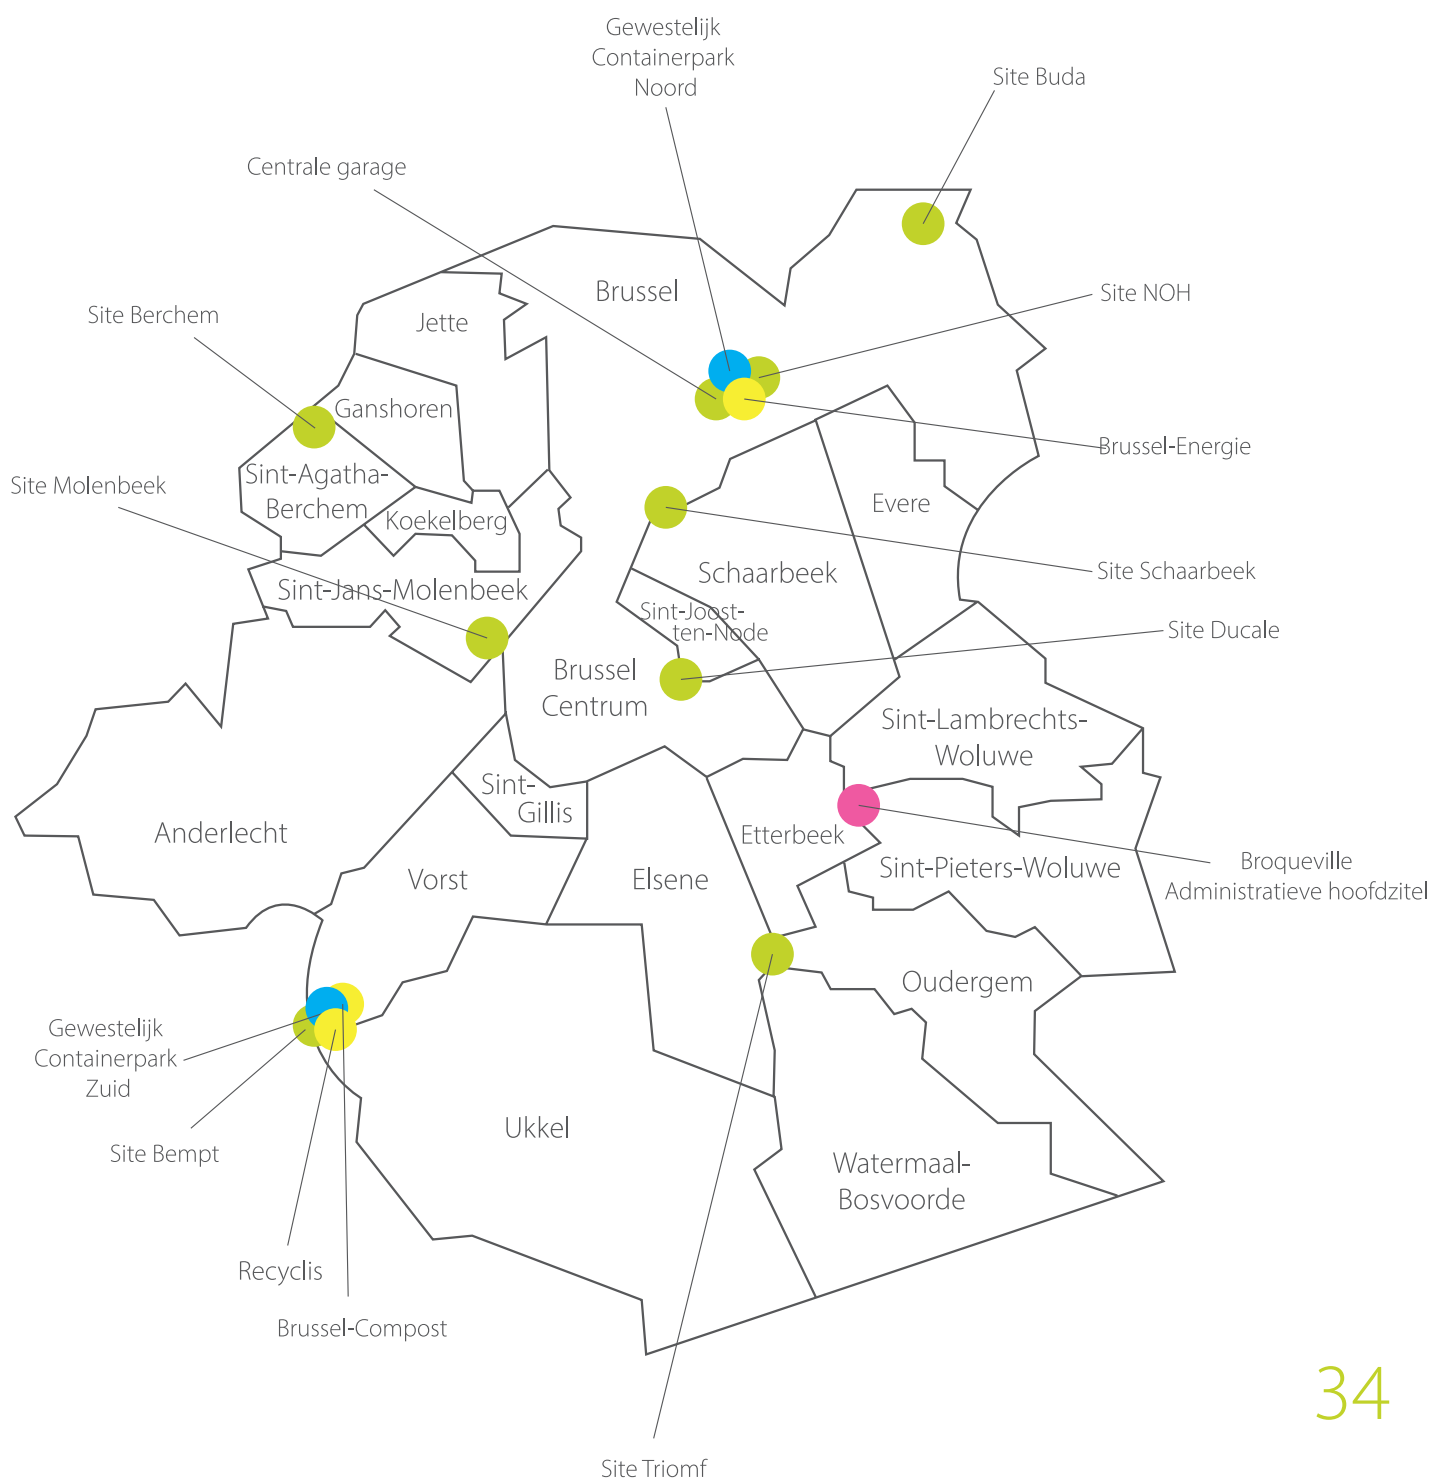 Gewestelijk
Containerpark
Noord
Site Buda
Centrale garage
Brussel
Site NOH
Site Berchem
Jette
Ganshoren
Brussel-Energie
Sint-Agatha-
Berchem
Site Molenbeek
Koekelberg
Evere
Schaarbeek
Site Schaarbeek
Sint-Jans-Molenbeek
Sint-Joost-
ten-Node
Site Ducale
Brussel
Centrum
Sint-Lambrechts-
Woluwe
Sint-
Gillis
Anderlecht
Etterbeek
Vorst
Elsene
Sint-Pieters-Woluwe
Broqueville
Administratieve hoofdzitel
Oudergem
Gewestelijk
Containerpark
Zuid
Ukkel
Site Bempt
Watermaal-
Bosvoorde
Recyclis
Brussel-Compost
34
Site Triomf